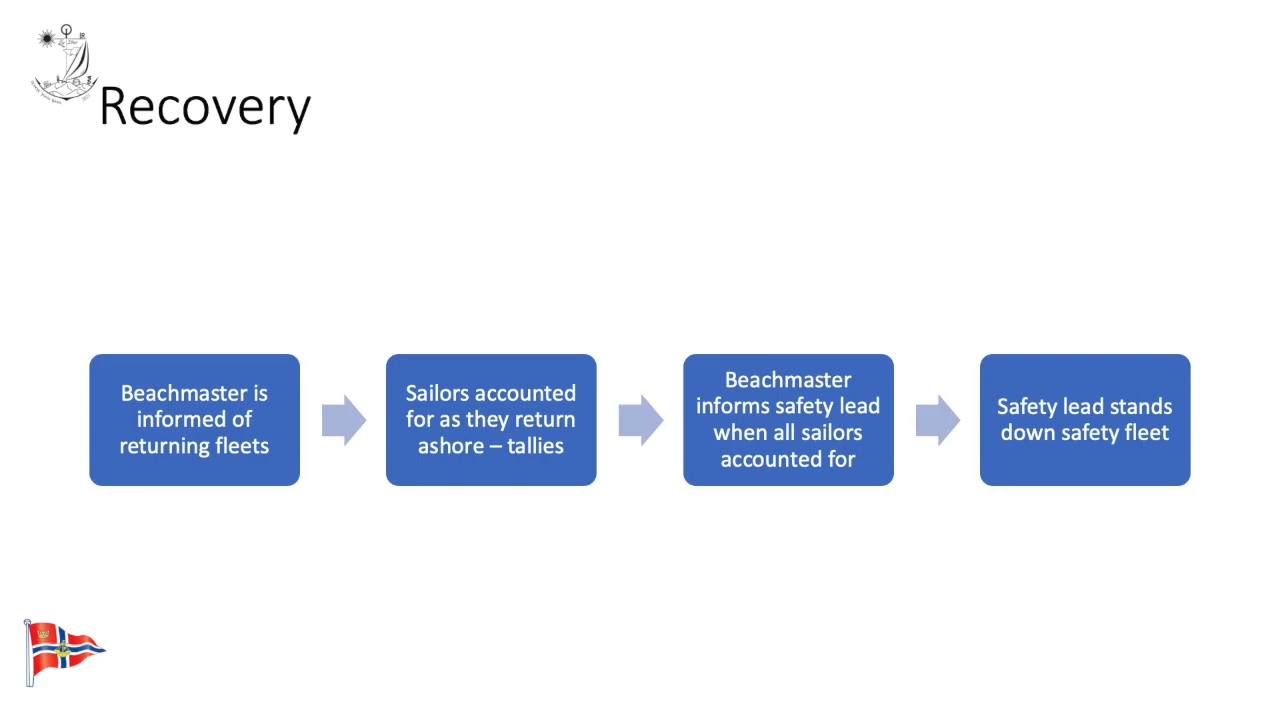 Recovery
Beachmaster is
informed of
returning fleets
Sailors accounted
for as they return
ashore – tallies
Beachmaster
informs safety lead
when all sailors
accounted for
Safety lead stands
down safety fleet